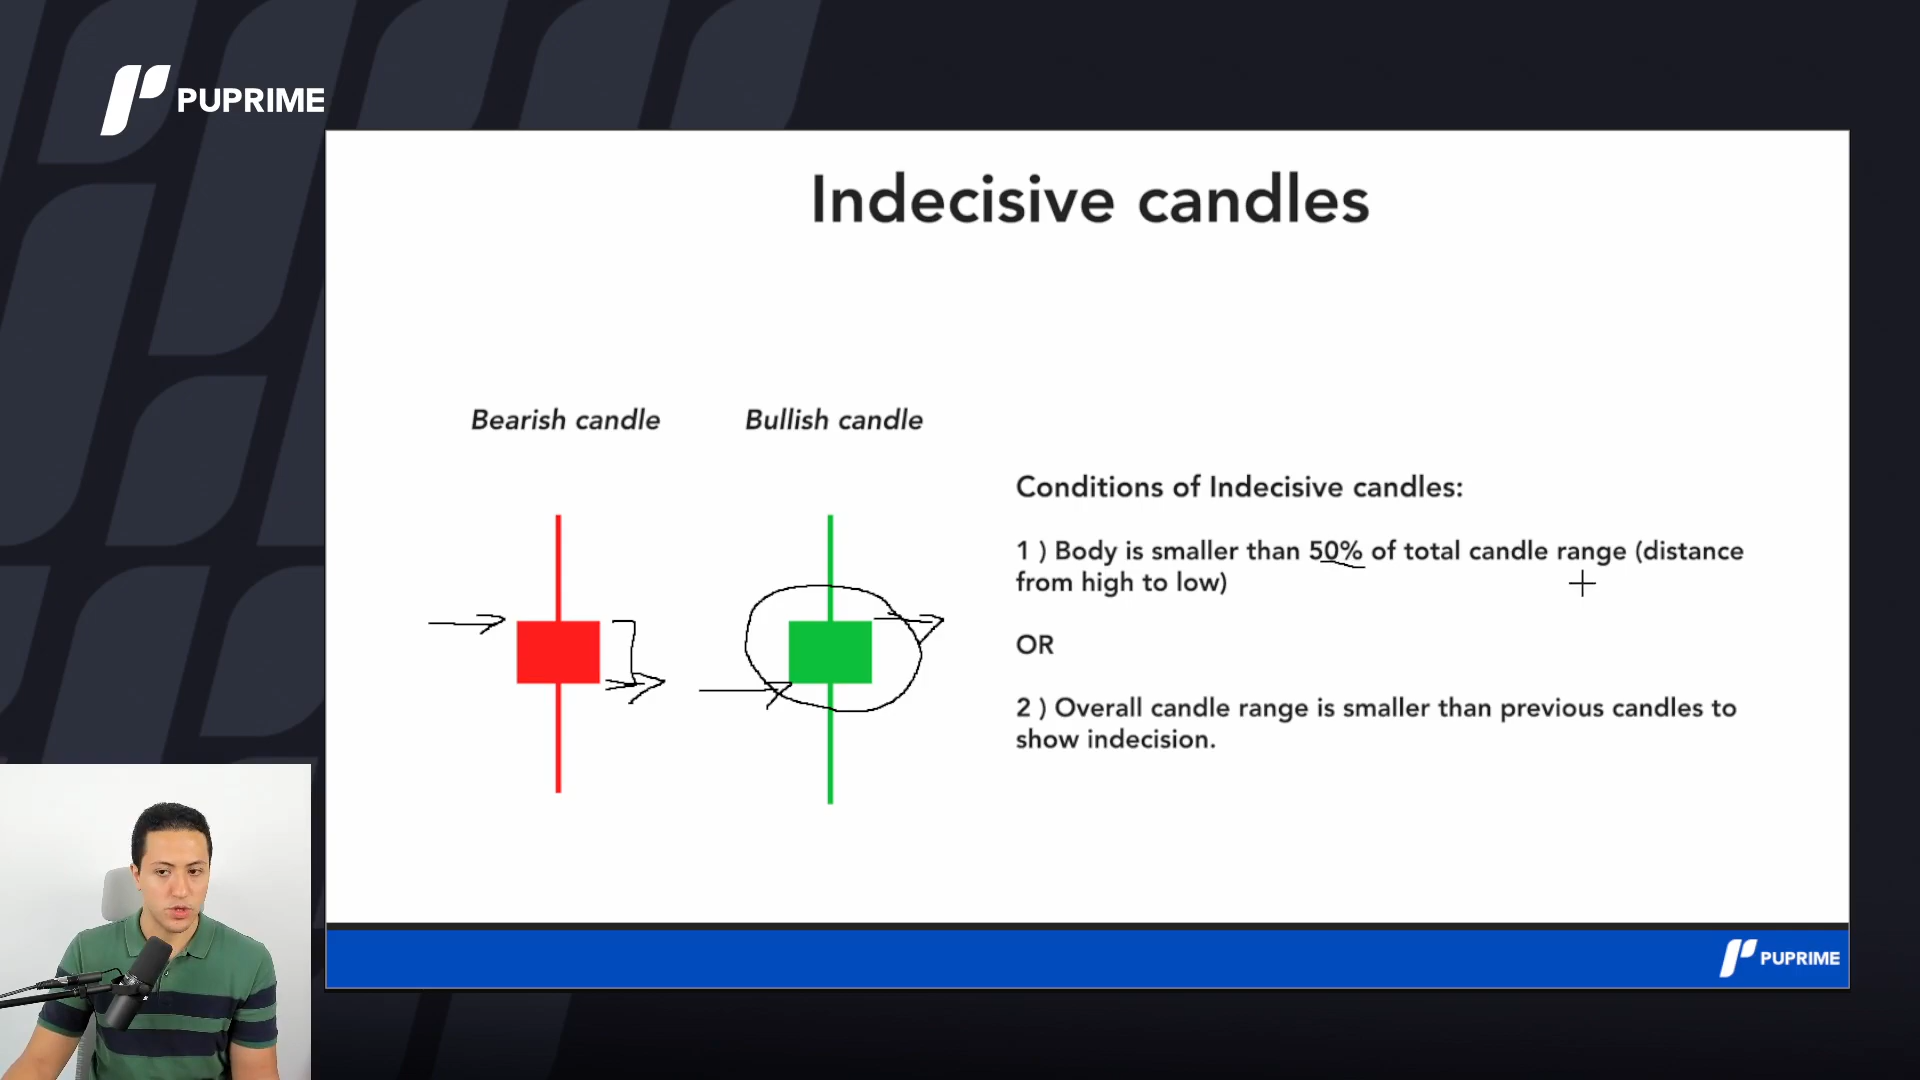 PUPRIME
Indecisive candles
Bearish candle
Bullish candle
Conditions of Indecisive candles:
1 ) Body is smaller than 50% of total candle range (distance
from high to low)
OR
2 ) Overall candle range is smaller than previous candles to
show indecision.
PUPRIME